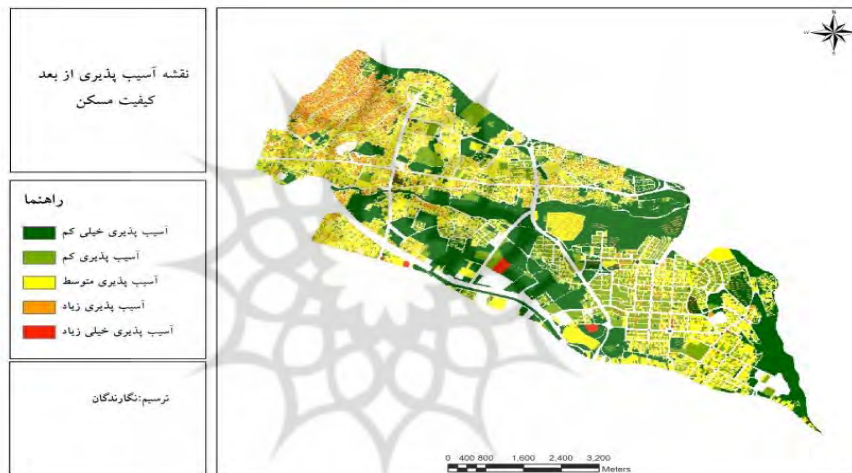 نقشه آسیب پذیری از بعد
کیفیت مسکن
راهنما
آسیب پذیری خیلی کم
آسیب پذیری کم
آسیب پذیری متوسط
آسیب پذیری زیاد
آسیب پذیری خیلی زیاد
ترسیم:نگارندگان
0 400 800 1,600 2,400 3,200
Meters